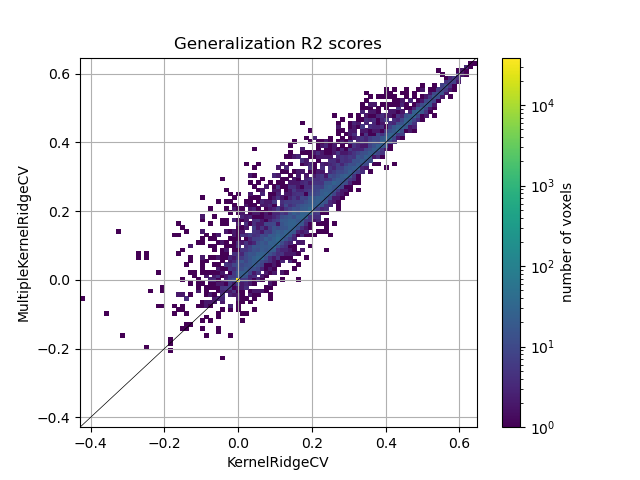 Generalization R2 scores
MultipleKernelRidgeCV
0.6
0.4
0.2
0.0
−0.2
−0.4
−0.4 −0.2 0.0 0.2 0.4 0.6
KernelRidgeCV
10^4
10^3
10^2
10^1
10^0
number of voxels